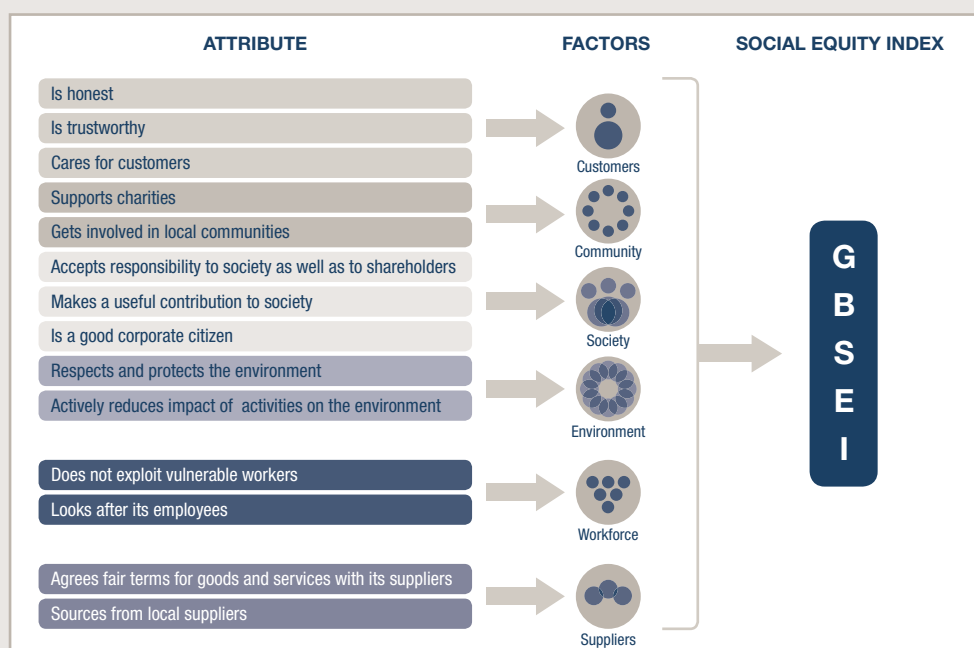 ATTRIBUTE
FACTORS
SOCIAL EQUITY INDEX
Is honest
Is trustworthy
Cares for customers
Customers
Supports charities
Gets involved in local communities
Community
Accepts responsibility to society as well as to shareholders
Makes a useful contribution to society
Is a good corporate citizen
Society
Respects and protects the environment
Actively reduces impact of activities on the environment
Environment
Does not exploit vulnerable workers
Looks after its employees
Workforce
Agrees fair terms for goods and services with its suppliers
Sources from local suppliers
Suppliers
G
B
S
E
I